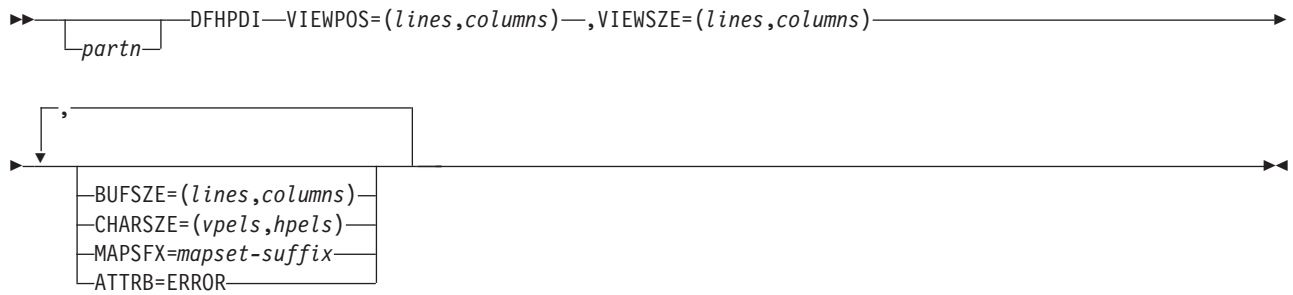 DFHPDI VIEWPOS=(lines,columns) ,VIEWSZE=(lines,columns)
partn
,
BUFSZE=(lines,columns)
CHARSZE=(vpels,hpels)
MAPSFX=mapset-suffix
ATTRB=ERROR